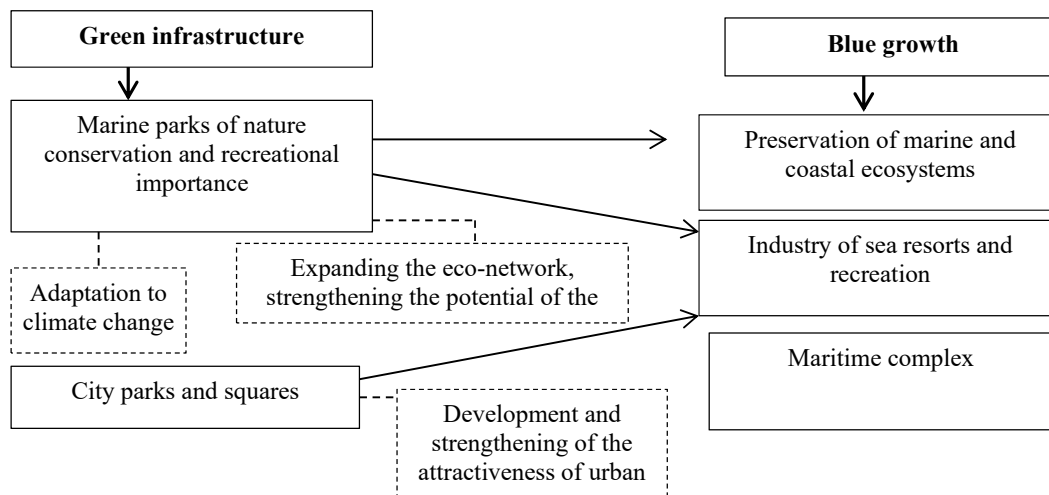 Green infrastructure
Blue growth
Marine parks of nature
conservation and recreational
importance
Preservation of marine and
coastal ecosystems
Industry of sea resorts and
recreation
Expanding the eco-network,
strengthening the potential of the
Adaptation to
climate change
Maritime complex
City parks and squares
Development and
strengthening of the
attractiveness of urban